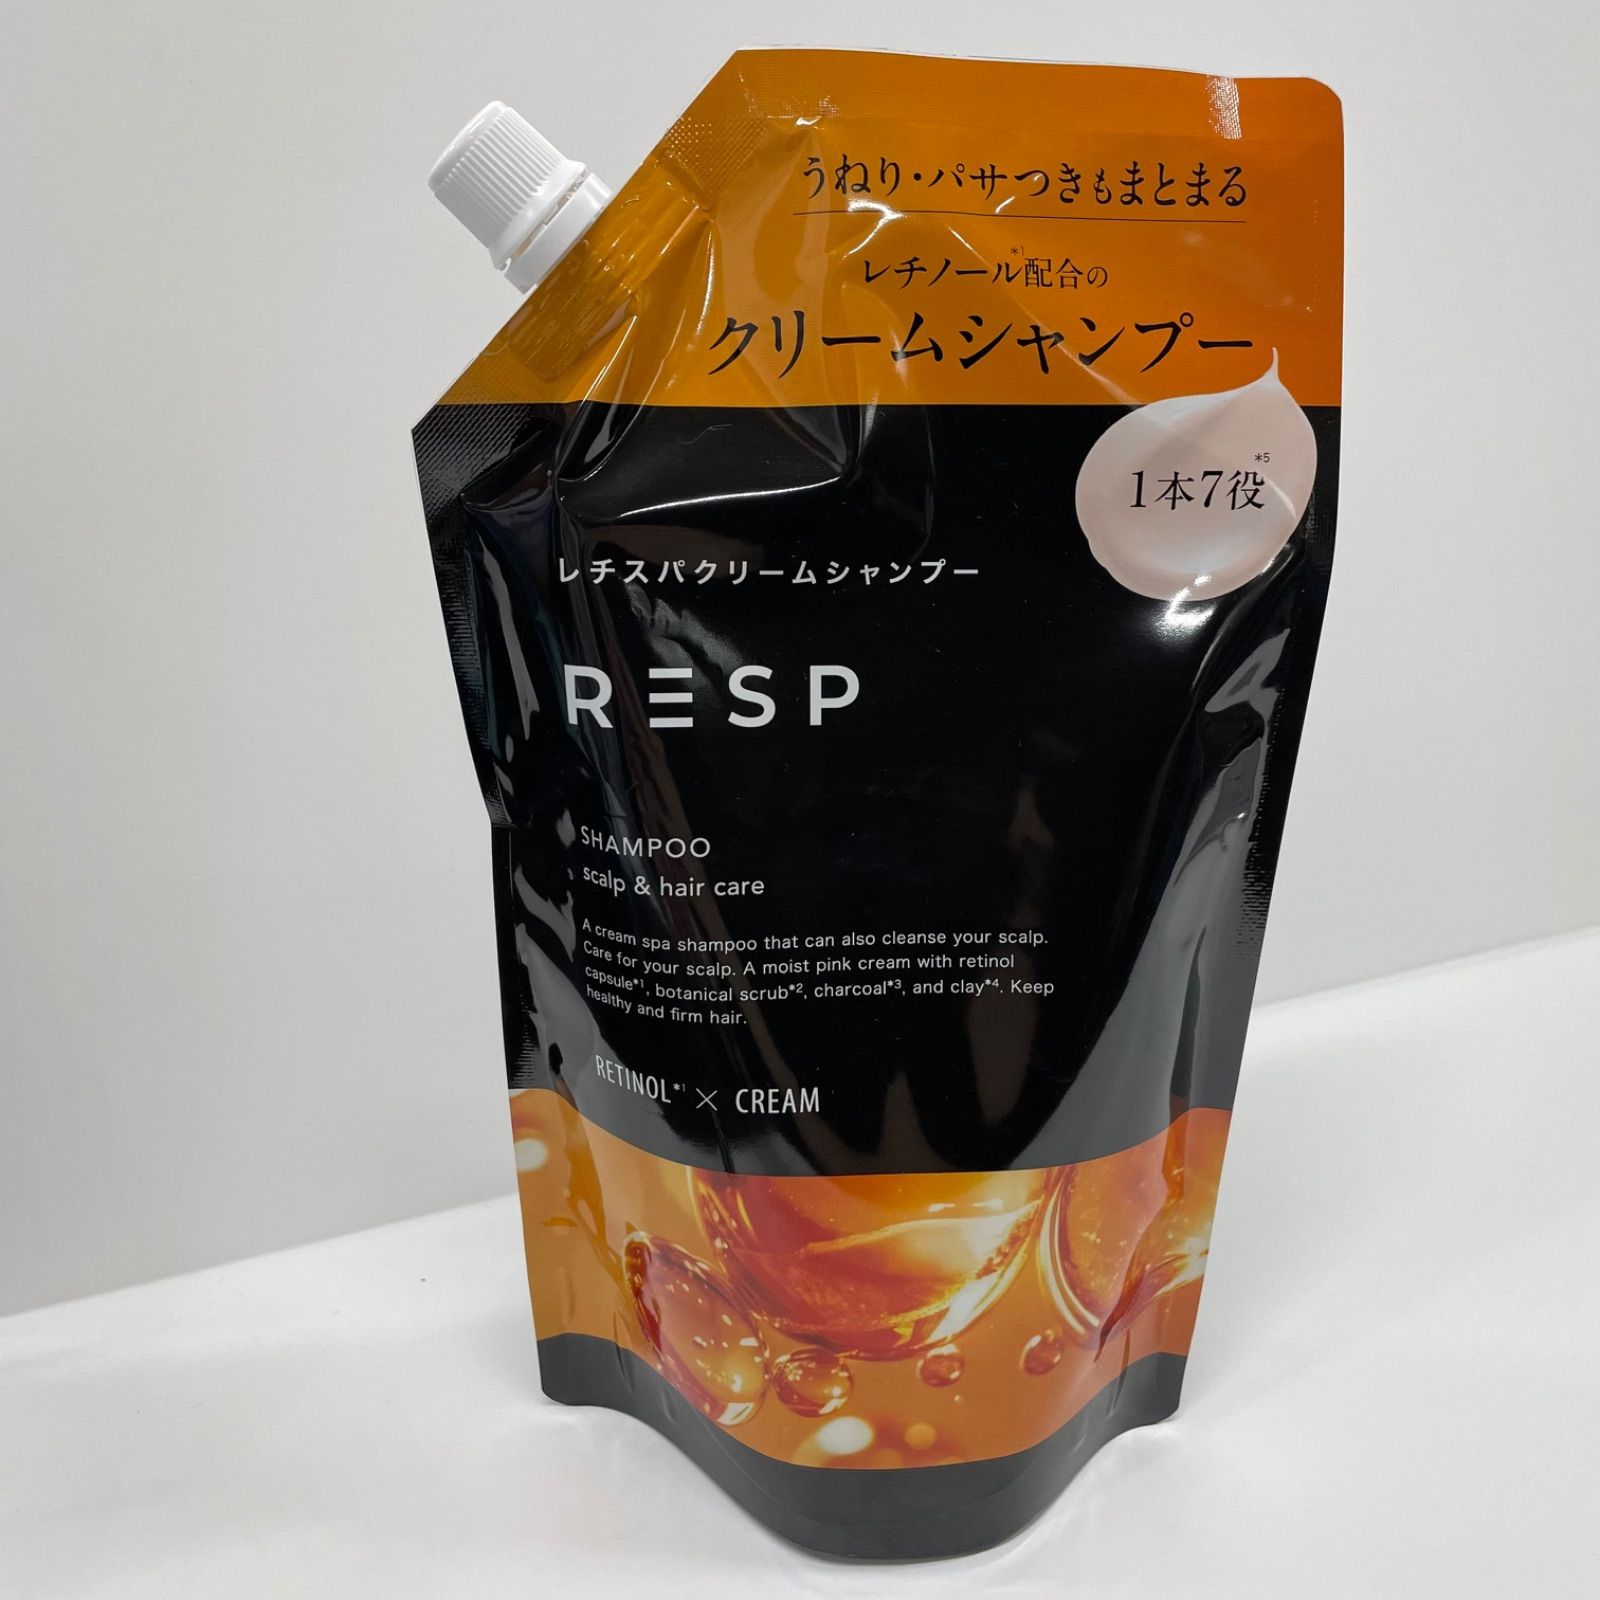 うねり・パサつきもまとまる
レチノール*1配合の
クリームシャンプー
1本7役*5
レチスパクリームシャンプー
RESP
SHAMPOO
scalp & hair care
A cream spa shampoo that can also cleanse your scalp.
Care for your scalp. A moist pink cream with retinol
capsule*1, botanical scrub*2, charcoal*3, and clay*4. Keep
healthy and firm hair.
RETINOL*1 × CREAM